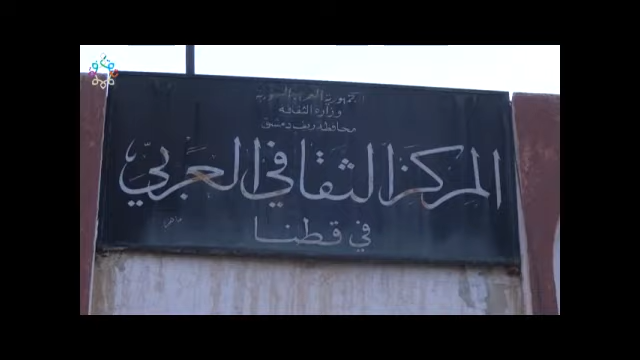 الجمهورية العربية السورية
وزارة الثقافة
محافظة ريف دمشق
المركز الثقافي العربي
في قطنا